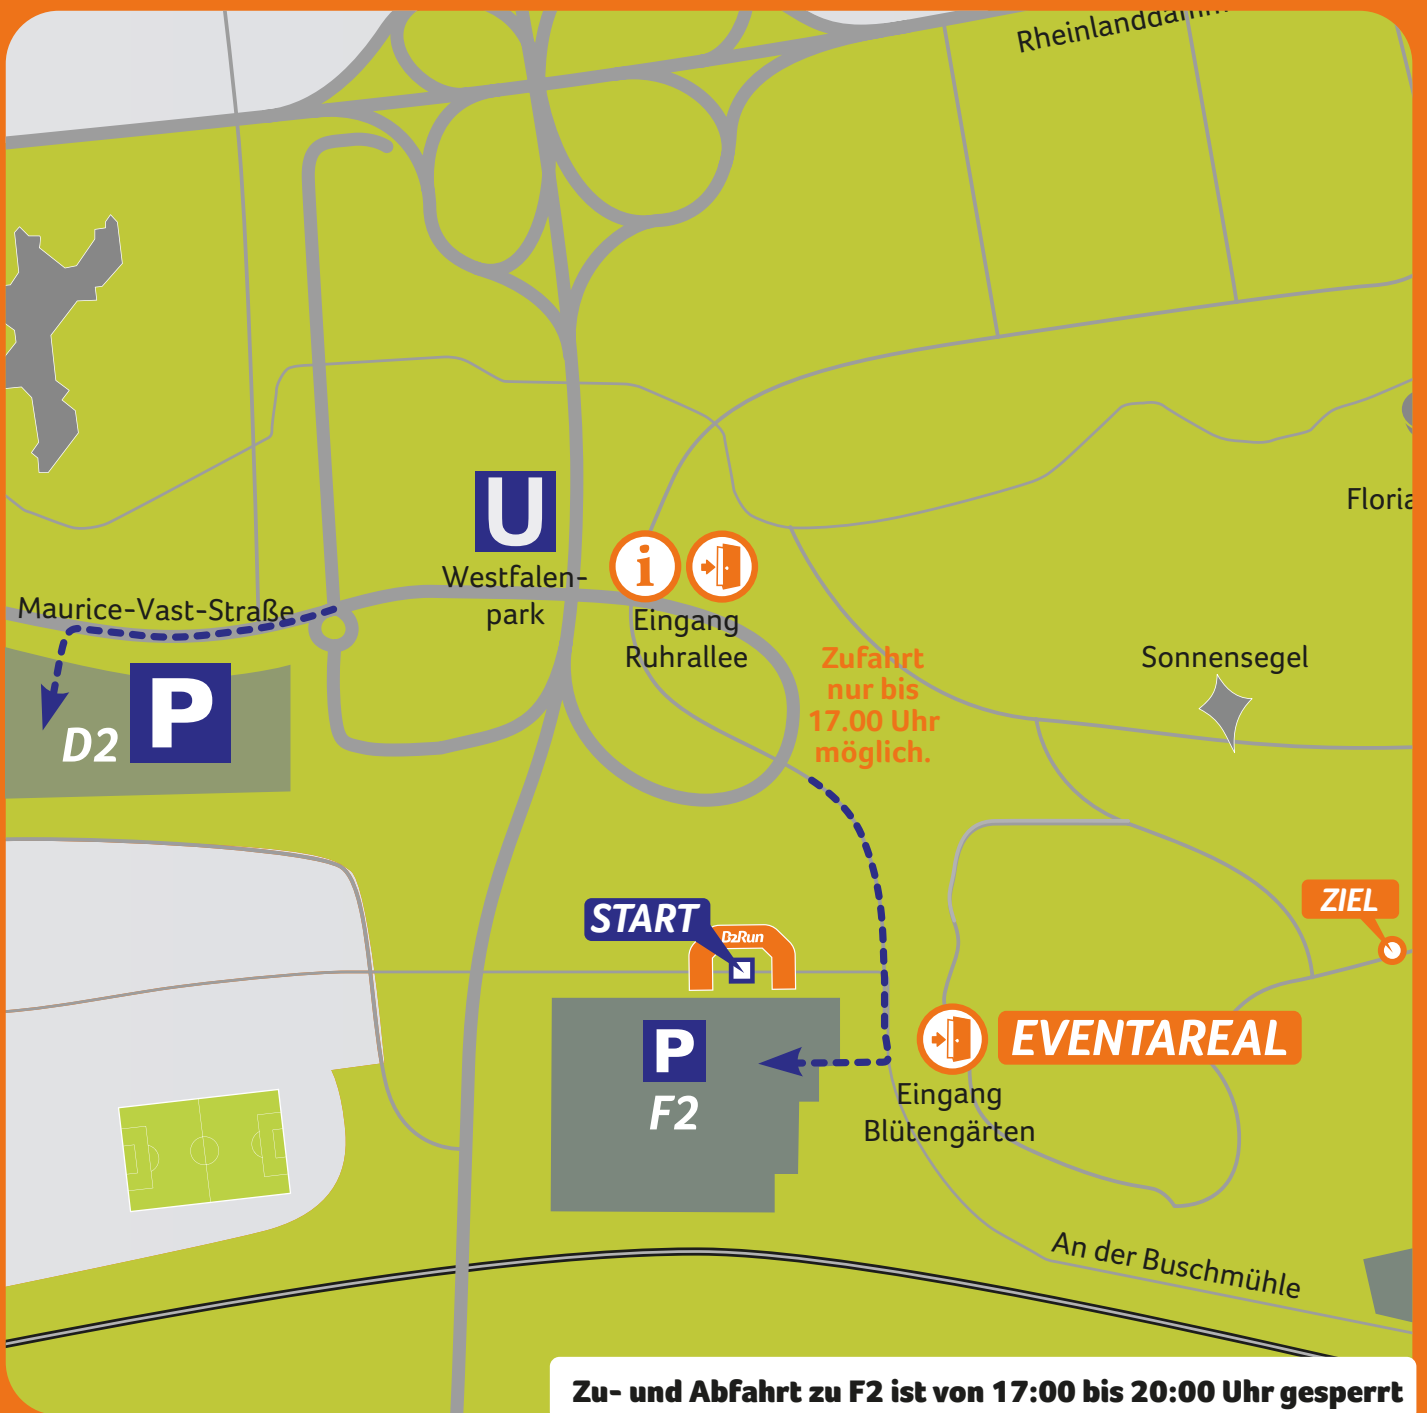 Rheinlanddamm
U
Westfalen-
park
i
Eingang
Ruhrallee
Maurice-Vast-Straße
P
D2
Zufahrt
nur bis
17.00 Uhr
möglich.
Sonnensegel
START
B2Run
ZIEL
P
F2
EVENTAREAL
Eingang
Blütengärten
An der Buschmühle
Zu- und Abfahrt zu F2 ist von 17:00 bis 20:00 Uhr gesperrt